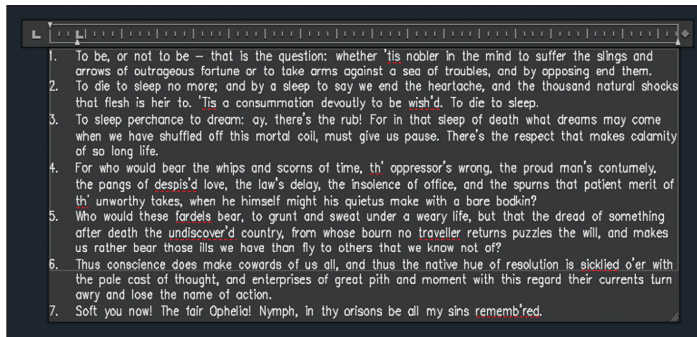 1. To be, or not to be – that is the question: whether 'tis nobler in the mind to suffer the slings and
arrows of outrageous fortune or to take arms against a sea of troubles, and by opposing end them.
2. To die to sleep no more; and by a sleep to say we end the heartache, and the thousand natural shocks
that flesh is heir to. 'Tis a consummation devoutly to be wish'd. To die to sleep.
3. To sleep perchance to dream: ay, there's the rub! For in that sleep of death what dreams may come
when we have shuffled off this mortal coil, must give us pause. There's the respect that makes calamity
of so long life.
4. For who would bear the whips and scorns of time, th' oppressor's wrong, the proud man's contumely,
the pangs of despis'd love, the law's delay, the insolence of office, and the spurns that patient merit of
th' unworthy takes, when he himself might his quietus make with a bare bodkin?
5. Who would these fardels bear, to grunt and sweat under a weary life, but that the dread of something
after death the undiscover'd country, from whose bourn no traveller returns puzzles the will, and makes
us rather bear those ills we have than fly to others that we know not of?
6. Thus conscience does make cowards of us all, and thus the native hue of resolution is sicklied o'er with
the pale cast of thought, and enterprises of great pith and moment with this regard their currents turn
awry and lose the name of action.
7. Soft you now! The fair Ophelia! Nymph, in thy orisons be all my sins rememb'red.